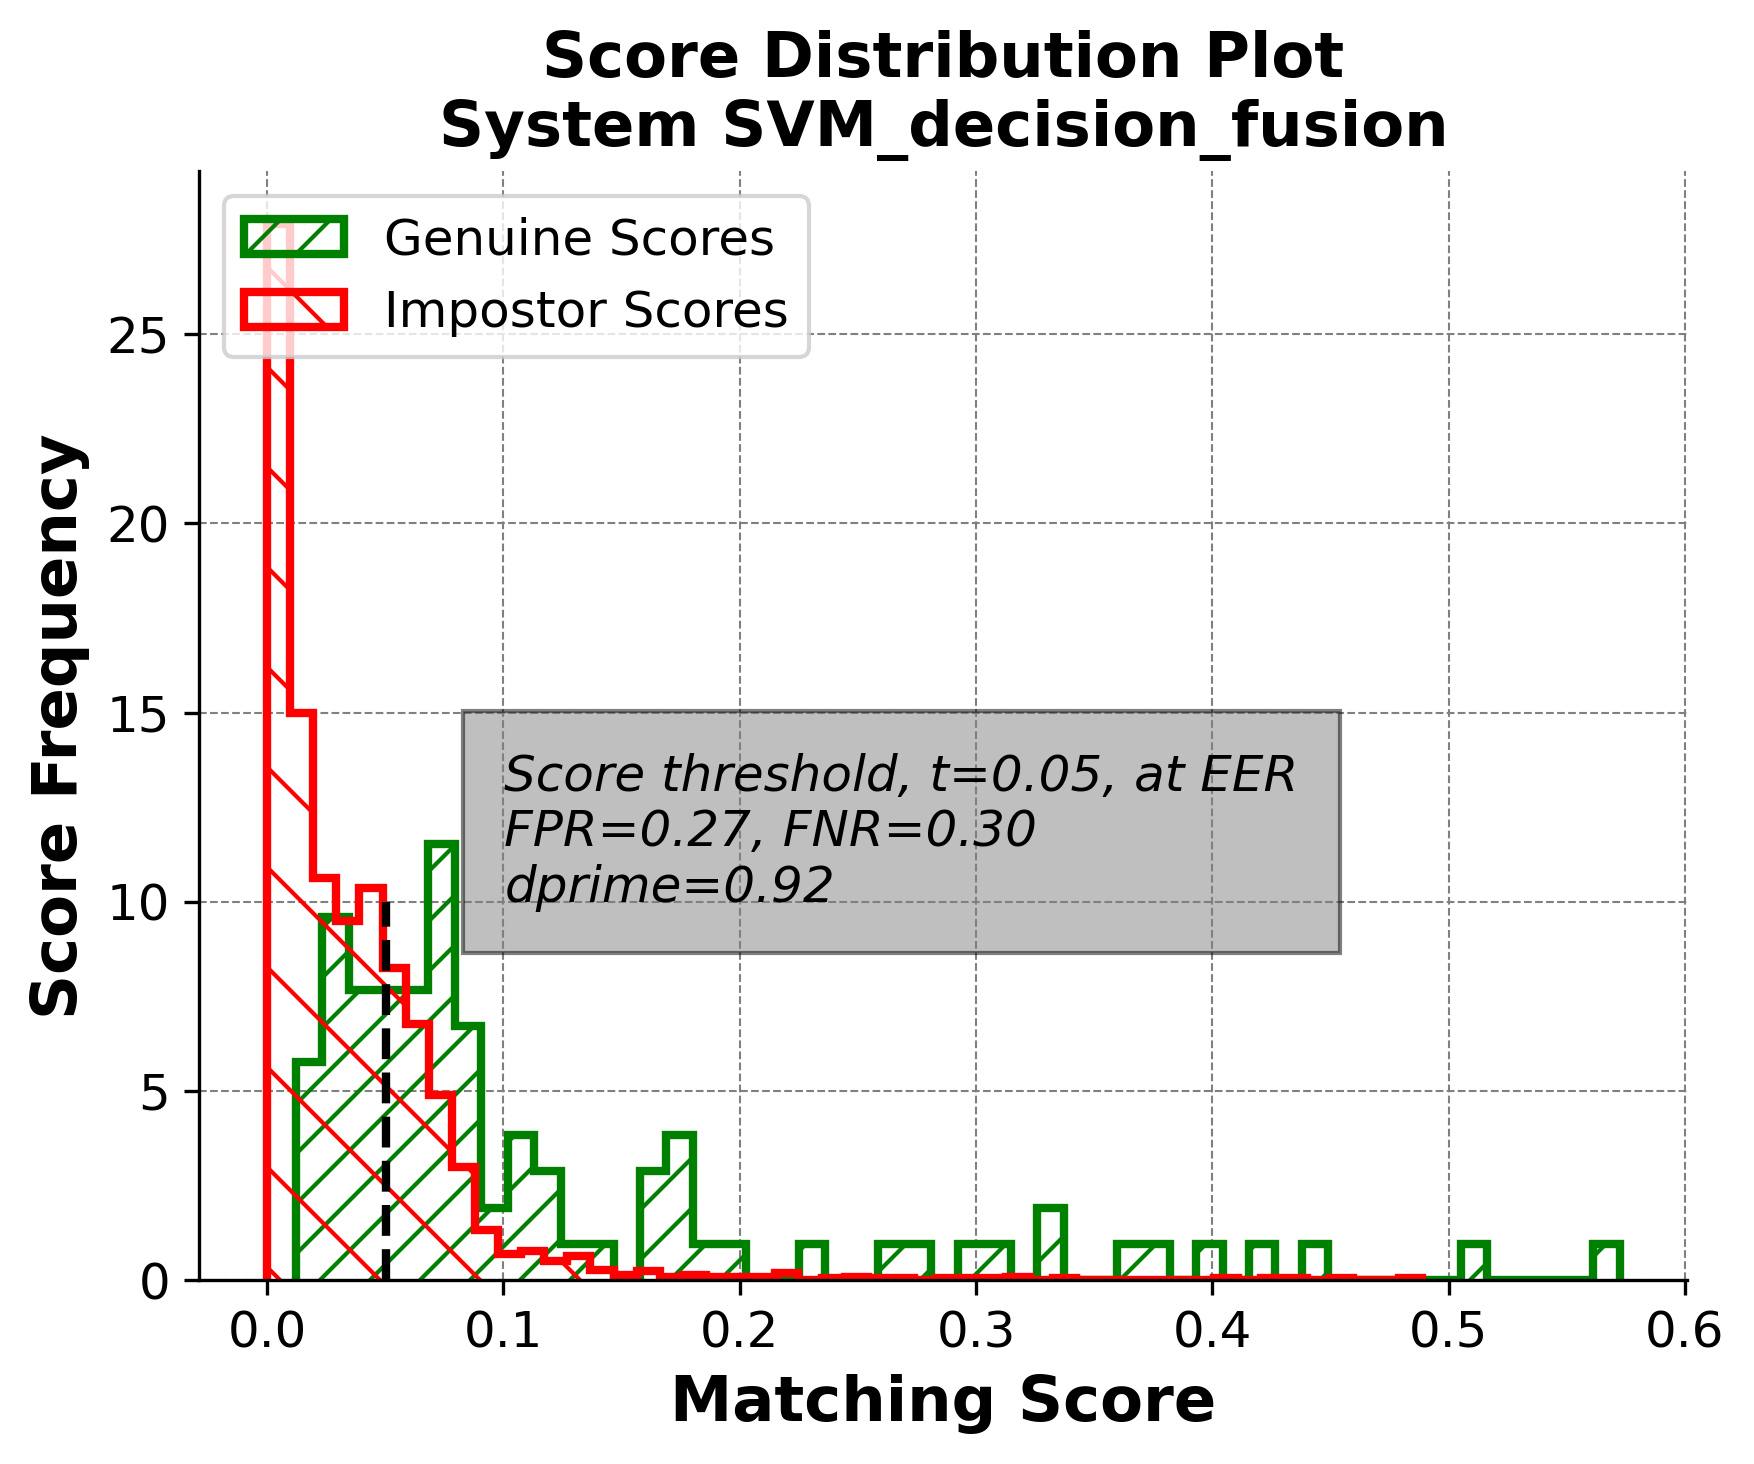 Score Distribution Plot
System SVM_decision_fusion
Genuine Scores
Impostor Scores
Score Frequency
25
20
15
10
5
0
Score threshold, t=0.05, at EER
FPR=0.27, FNR=0.30
dprime=0.92
0.0 0.1 0.2 0.3 0.4 0.5 0.6
Matching Score